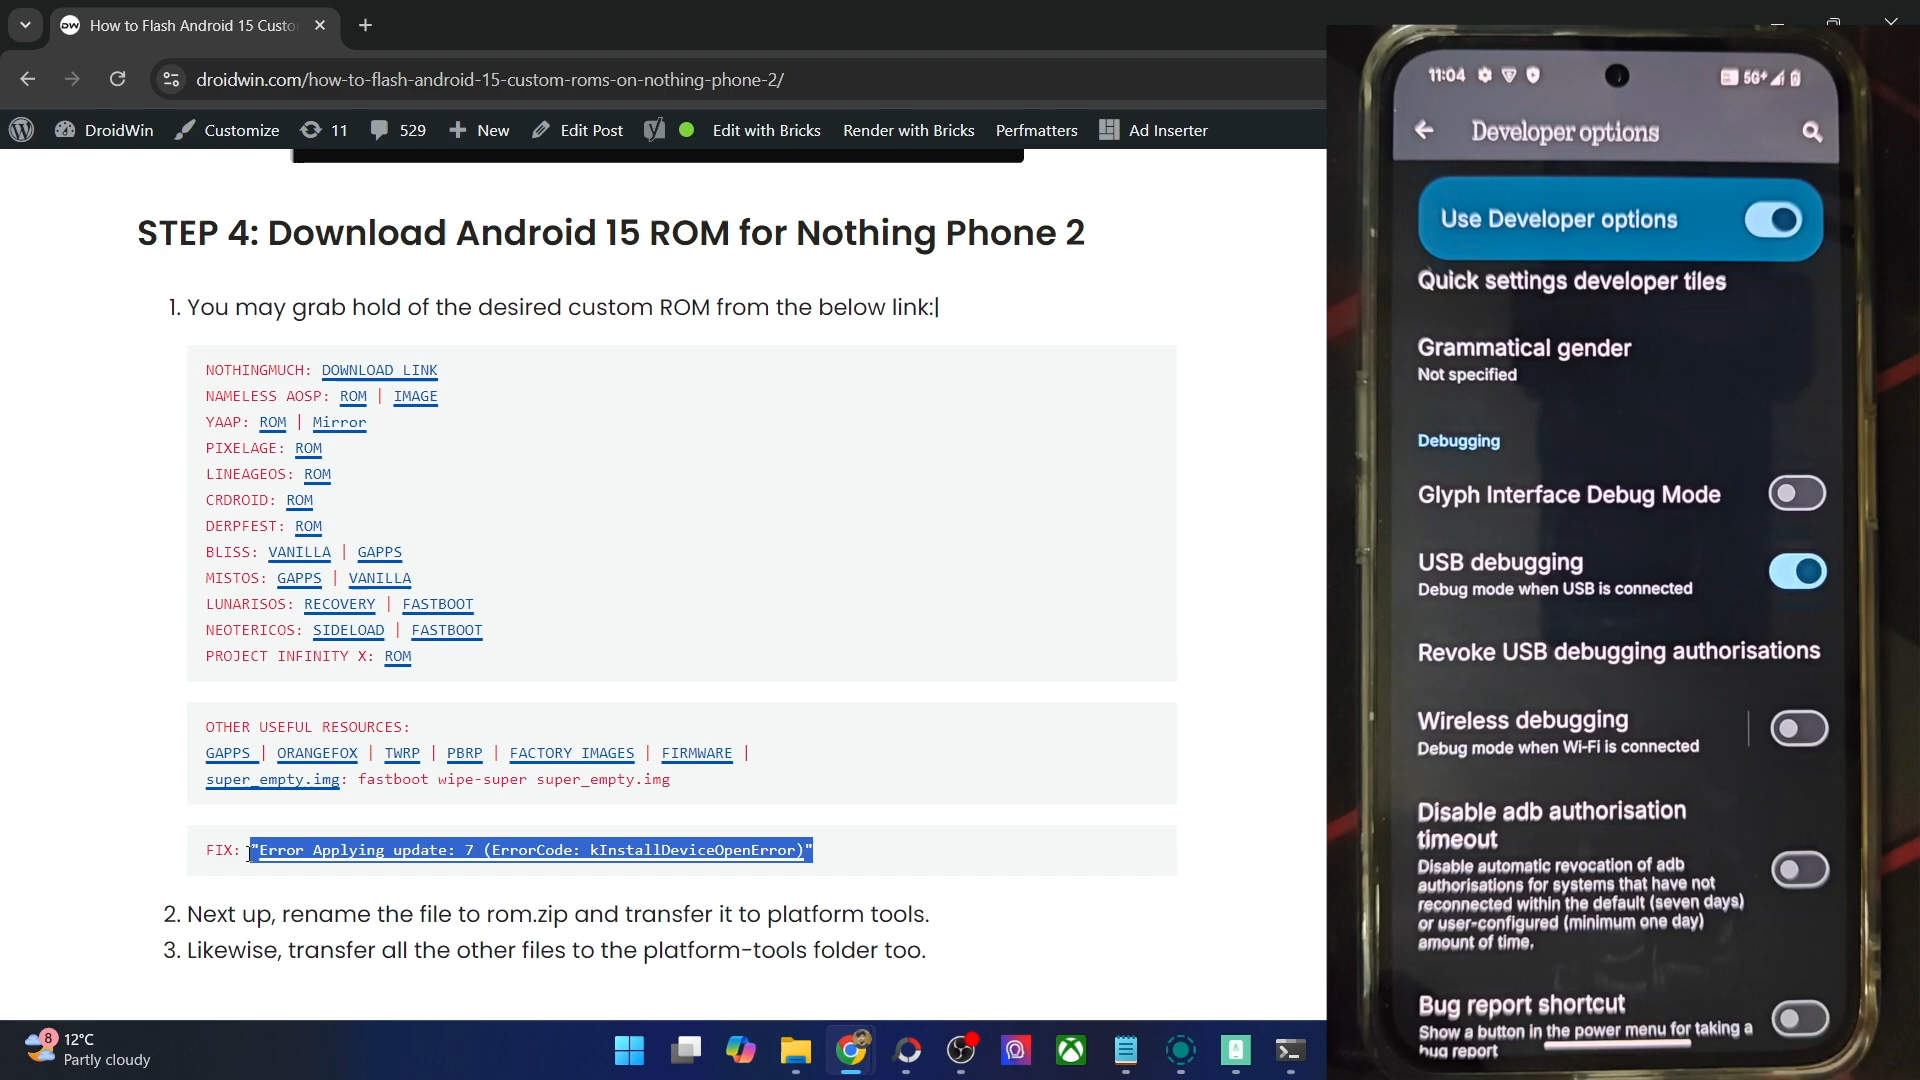 How to Flash Android 15 Custo
droidwin.com/how-to-flash-android-15-custom-roms-on-nothing-phone-2/
DroidWin
Customize
11
529
New
Edit Post
Edit with Bricks
Render with Bricks
Perfmatters
Ad Inserter
STEP 4: Download Android 15 ROM for Nothing Phone 2
1. You may grab hold of the desired custom ROM from the below link:
NOTHINGMUCH: DOWNLOAD LINK
NAMELESS AOSP: ROM | IMAGE
YAAP: ROM | Mirror
PIXELAGE: ROM
LINEAGEOS: ROM
CRDROID: ROM
DERPFEST: ROM
BLISS: VANILLA | GAPPS
MISTOS: GAPPS | VANILLA
LUNARISOS: RECOVERY | FASTBOOT
NEOTERICOS: SIDELOAD | FASTBOOT
PROJECT INFINITY X: ROM
OTHER USEFUL RESOURCES:
GAPPS | ORANGEFOX | TWRP | PBRP | FACTORY IMAGES | FIRMWARE |
super_empty.img: fastboot wipe-super super_empty.img
FIX: "Error Applying update: 7 (ErrorCode: kInstallDeviceOpenError)"
2. Next up, rename the file to rom.zip and transfer it to platform tools.
3. Likewise, transfer all the other files to the platform-tools folder too.
8
12°C
Partly cloudy
11:04
5G+
Developer options
Use Developer options
Quick settings developer tiles
Grammatical gender
Not specified
Debugging
Glyph Interface Debug Mode
USB debugging
Debug mode when USB is connected
Revoke USB debugging authorisations
Wireless debugging
Debug mode when Wi-Fi is connected
Disable adb authorisation
timeout
Disable automatic revocation of adb
authorisations for systems that have not
reconnected within the default (seven days)
or user-configured (minimum one day)
amount of time.
Bug report shortcut
Show a button in the power menu for taking a
bug report